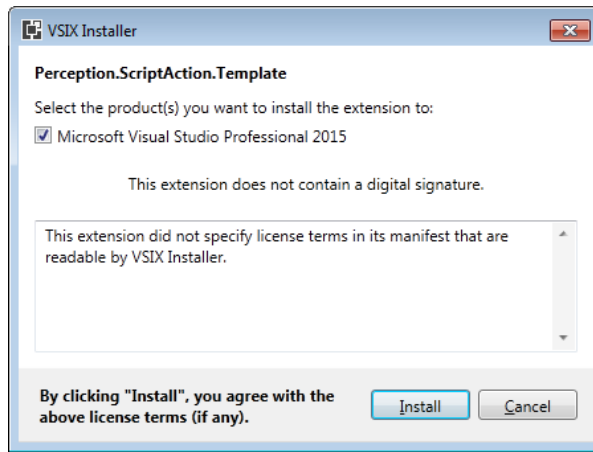 VSIX Installer
Perception.ScriptAction.Template
Select the product(s) you want to install the extension to:
Microsoft Visual Studio Professional 2015
This extension does not contain a digital signature.
This extension did not specify license terms in its manifest that are
readable by VSIX Installer.
By clicking "Install", you agree with the
above license terms (if any).
Install
Cancel